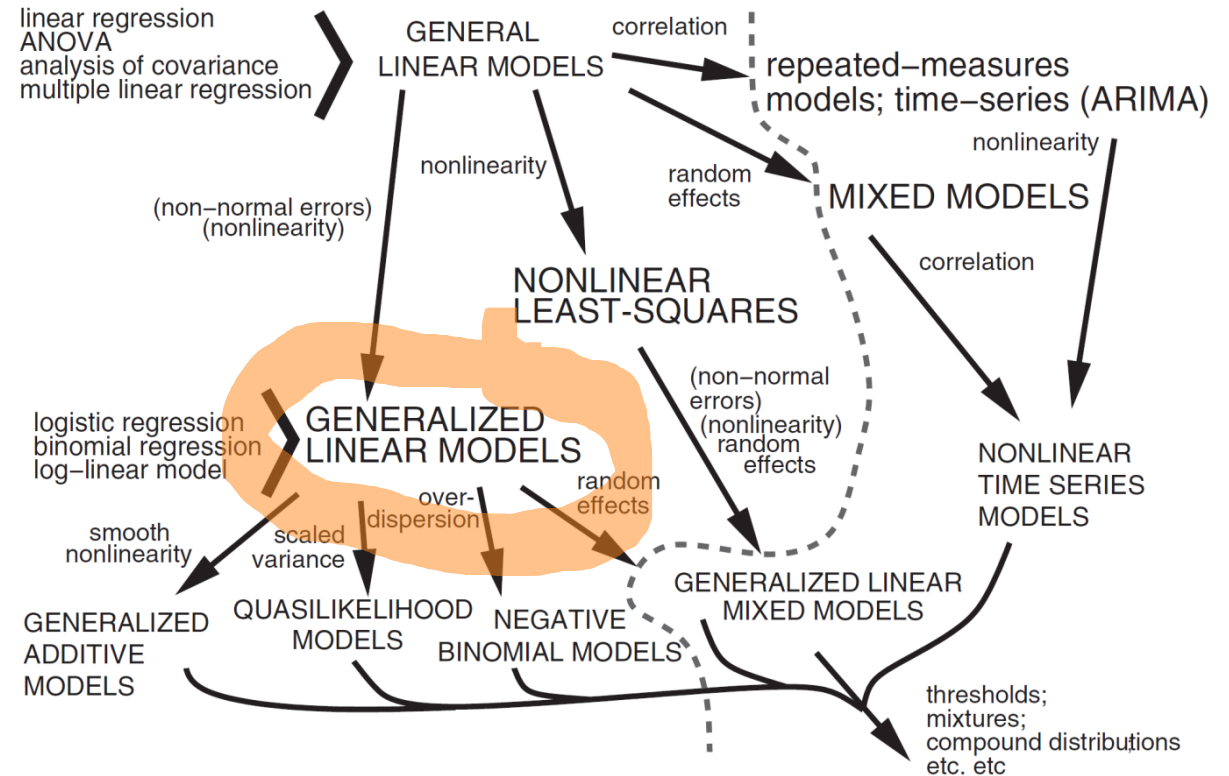 linear regression
ANOVA
analysis of covariance
multiple linear regression
GENERAL
LINEAR MODELS
correlation
repeated−measures
models; time−series (ARIMA)
nonlinearity
nonlinearity
random
effects
MIXED MODELS
(non−normal errors)
(nonlinearity)
correlation
NONLINEAR
LEAST-SQUARES
(non−normal
errors)
(nonlinearity)
random
effects
logistic regression
binomial regression
log−linear model
GENERALIZED
LINEAR MODELS
NONLINEAR
TIME SERIES
MODELS
smooth
nonlinearity
scaled
variance
over-
dispersion
random
effects
GENERALIZED
ADDITIVE
MODELS
QUASILIKELIHOOD
MODELS
NEGATIVE
BINOMIAL MODELS
GENERALIZED LINEAR
MIXED MODELS
thresholds;
mixtures;
compound distributions
etc. etc